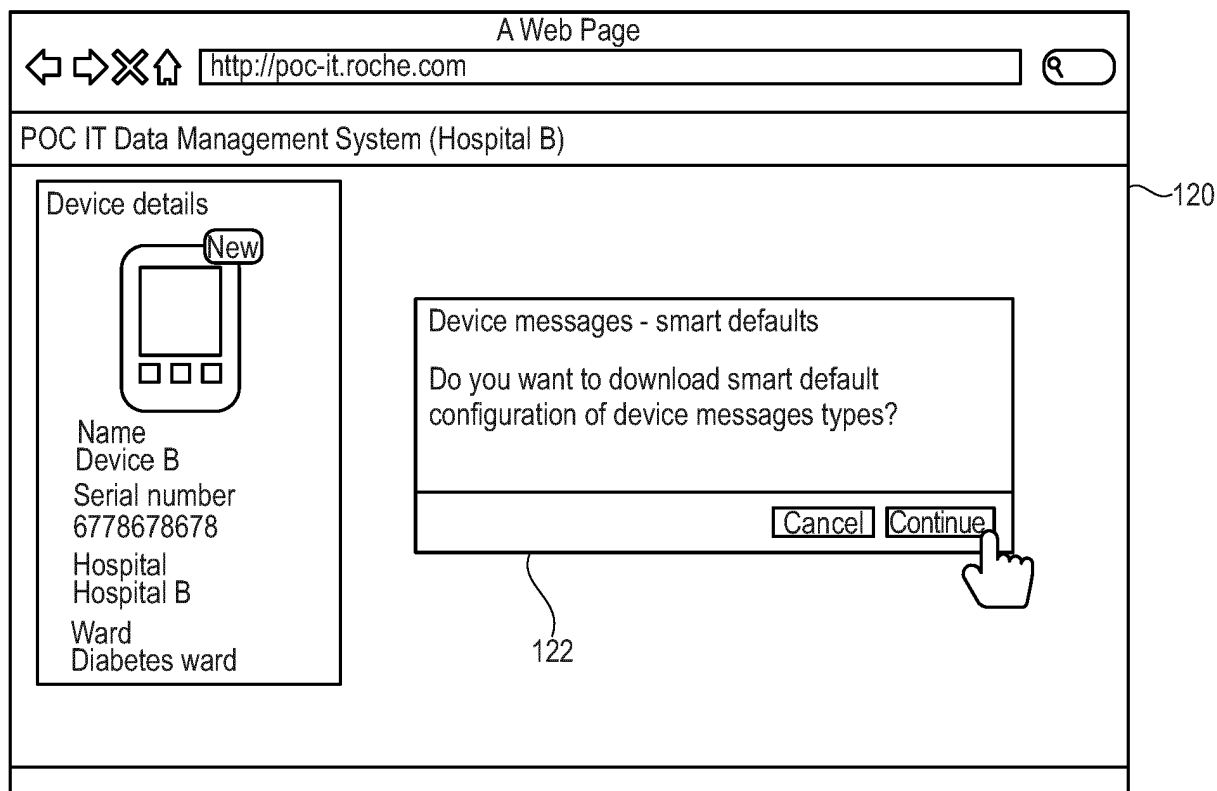 A Web Page
http://poc-it.roche.com
POC IT Data Management System (Hospital B)
120
Device details
New
Name
Device B
Serial number
6778678678
Hospital
Hospital B
Ward
Diabetes ward
Device messages - smart defaults
Do you want to download smart default
configuration of device messages types?
Cancel Continue
122